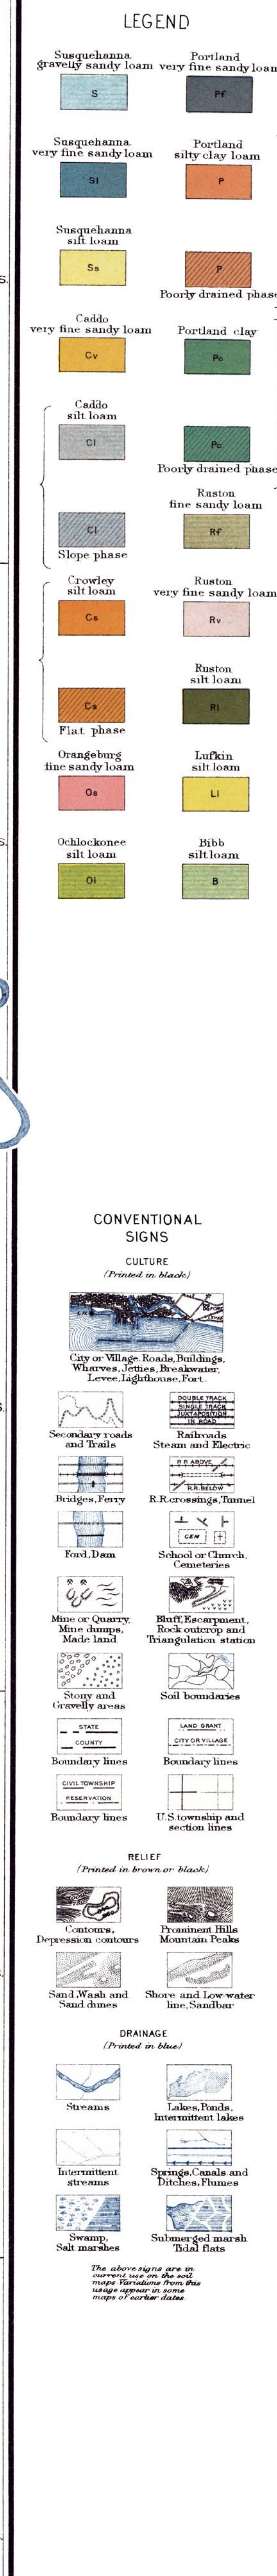 LEGEND
Susquehanna
gravelly sandy loam
S
Portland
very fine sandy loam
Pf
Susquehanna
very fine sandy loam
Sl
Portland
silty clay loam
P
Susquehanna
silt loam
Ss
P
Poorly drained phase
Caddo
very fine sandy loam
Cv
Portland clay
Pc
Caddo
silt loam
Cl
Pc
Poorly drained phase
Cl
Slope phase
Ruston
fine sandy loam
Rf
Crowley
silt loam
Cs
Ruston
very fine sandy loam
Rv
Cs
Flat phase
Ruston
silt loam
Rl
Orangeburg
fine sandy loam
Os
Lufkin
silt loam
Ll
Ochlockonee
silt loam
Ol
Bibb
silt loam
B
CONVENTIONAL
SIGNS
CULTURE
(Printed in black)
City or Village, Roads, Buildings,
Wharves, Jetties, Breakwater,
Levee, Lighthouse, Fort.
Secondary roads
and Trails
DOUBLE TRACK
SINGLE TRACK
JUXTAPOSITION
IN ROAD
Railroads
Steam and Electric
Bridges, Ferry
R.R. ABOVE
R.R. BELOW
R.R. crossings, Tunnel
Ford, Dam
CEM
School or Church,
Cemeteries
Mine or Quarry,
Mine dumps,
Made land
Bluff, Escarpment,
Rock outcrop and
Triangulation station
Stony and
Gravelly areas
Soil boundaries
STATE
COUNTY
Boundary lines
LAND GRANT
CITY OR VILLAGE
Boundary lines
CIVIL TOWNSHIP
RESERVATION
Boundary lines
U.S. township and
section lines
RELIEF
(Printed in brown or black)
Contours,
Depression contours
Prominent Hills
Mountain Peaks
Sand, Wash and
Sand dunes
Shore and Low-water
line, Sandbar
DRAINAGE
(Printed in blue)
Streams
Lakes, Ponds,
Intermittent lakes
Intermittent
streams
Springs, Canals and
Ditches, Flumes
Swamp,
Salt marshes
Submerged marsh
Tidal flats
The above signs are in
current use on the soil
maps. Variations from this
usage appear in some
maps of earlier dates.